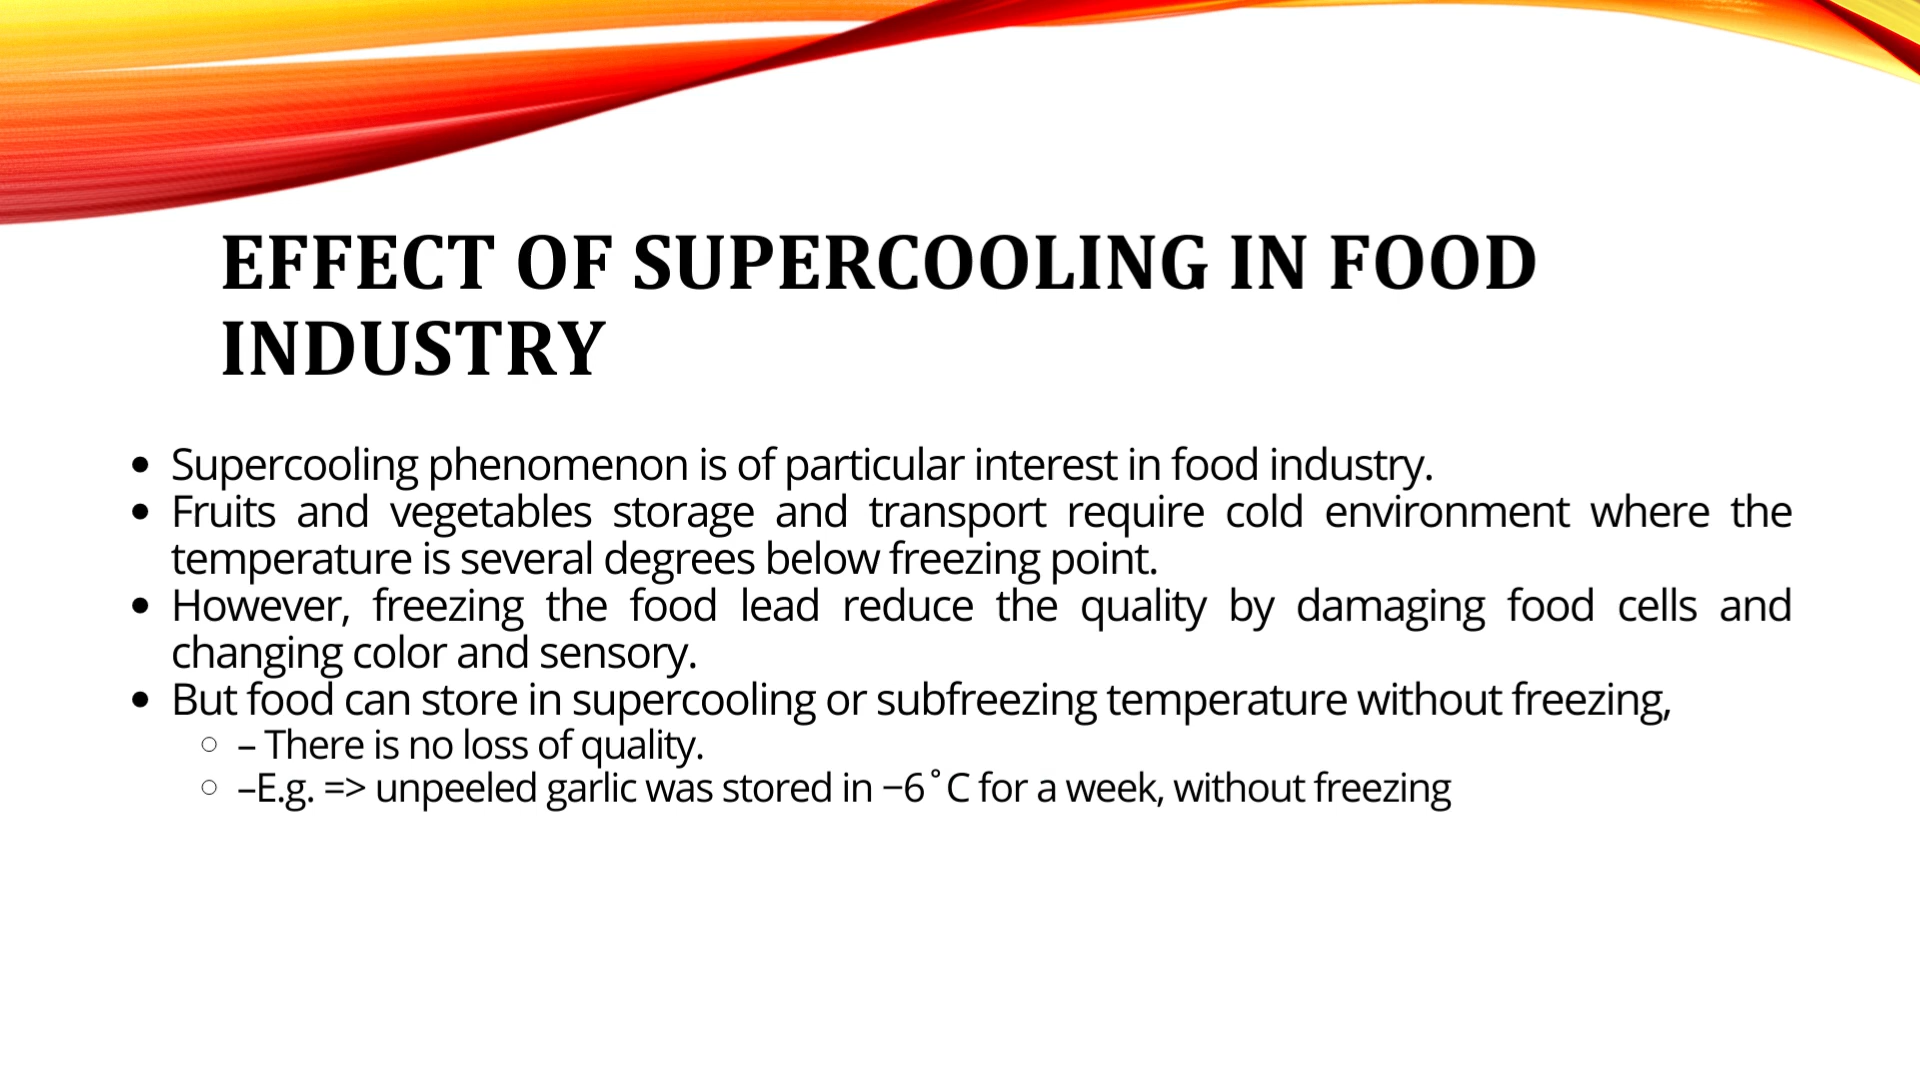 EFFECT OF SUPERCOOLING IN FOOD
INDUSTRY
• Supercooling phenomenon is of particular interest in food industry.
• Fruits and vegetables storage and transport require cold environment where the
temperature is several degrees below freezing point.
• However, freezing the food lead reduce the quality by damaging food cells and
changing color and sensory.
• But food can store in supercooling or subfreezing temperature without freezing,
○ – There is no loss of quality.
○ –E.g. => unpeeled garlic was stored in −6˚C for a week, without freezing